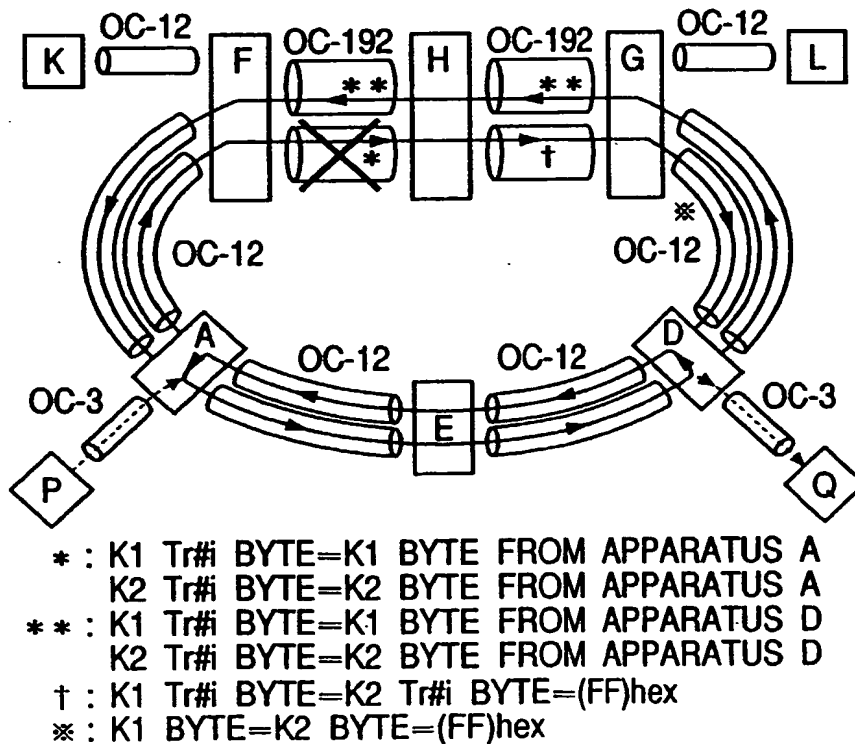 OC-12 OC-192 OC-192 OC-12
K F H G L
** **
* †
※
OC-12 OC-12
A OC-12 OC-12 D
OC-3 OC-3
E
P Q
* : K1 Tr#i BYTE=K1 BYTE FROM APPARATUS A
K2 Tr#i BYTE=K2 BYTE FROM APPARATUS A
** : K1 Tr#i BYTE=K1 BYTE FROM APPARATUS D
K2 Tr#i BYTE=K2 BYTE FROM APPARATUS D
† : K1 Tr#i BYTE=K2 Tr#i BYTE=(FF)hex
※ : K1 BYTE=K2 BYTE=(FF)hex